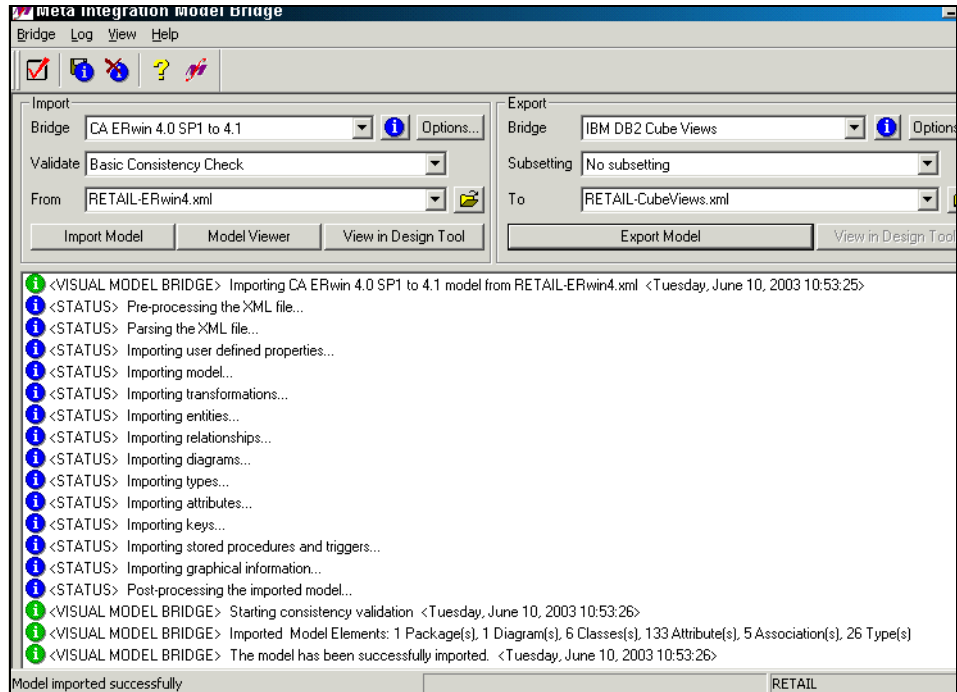 Meta Integration Model Bridge
Bridge Log View Help
Import
Bridge CA ERwin 4.0 SP1 to 4.1 Options...
Validate Basic Consistency Check
From RETAIL-ERwin4.xml
Import Model Model Viewer View in Design Tool
Export
Bridge IBM DB2 Cube Views Options
Subsetting No subsetting
To RETAIL-CubeViews.xml
Export Model View in Design Tool
<VISUAL MODEL BRIDGE> Importing CA ERwin 4.0 SP1 to 4.1 model from RETAIL-ERwin4.xml <Tuesday, June 10, 2003 10:53:25>
<STATUS> Pre-processing the XML file...
<STATUS> Parsing the XML file...
<STATUS> Importing user defined properties...
<STATUS> Importing model...
<STATUS> Importing transformations...
<STATUS> Importing entities...
<STATUS> Importing relationships...
<STATUS> Importing diagrams...
<STATUS> Importing types...
<STATUS> Importing attributes...
<STATUS> Importing keys...
<STATUS> Importing stored procedures and triggers...
<STATUS> Importing graphical information...
<STATUS> Post-processing the imported model...
<VISUAL MODEL BRIDGE> Starting consistency validation <Tuesday, June 10, 2003 10:53:26>
<VISUAL MODEL BRIDGE> Imported Model Elements: 1 Package(s), 1 Diagram(s), 6 Classes(s), 133 Attribute(s), 5 Association(s), 26 Type(s)
<VISUAL MODEL BRIDGE> The model has been successfully imported. <Tuesday, June 10, 2003 10:53:26>
Model imported successfully RETAIL